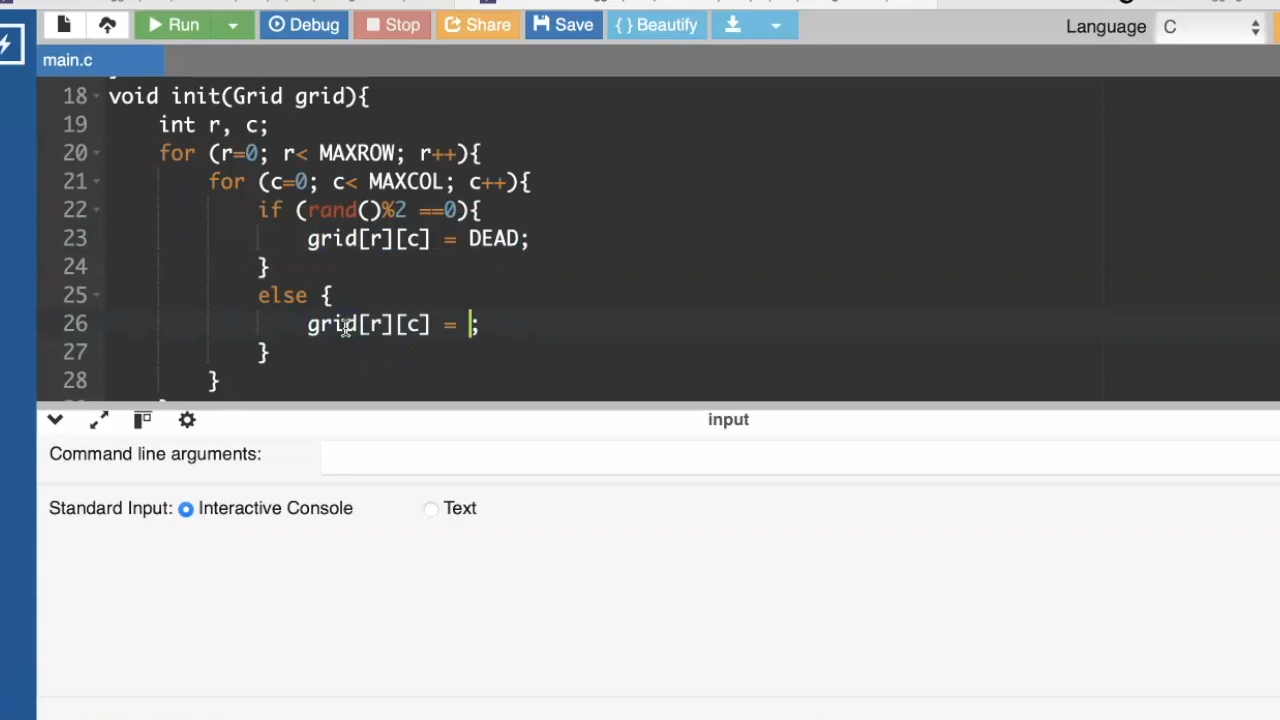 Run Debug Stop Share Save { } Beautify Language C
main.c
18 void init(Grid grid){
19 int r, c;
20 for (r=0; r< MAXROW; r++){
21 for (c=0; c< MAXCOL; c++){
22 if (rand()%2 ==0){
23 grid[r][c] = DEAD;
24 }
25 else {
26 grid[r][c] = ;
27 }
28 }
input
Command line arguments:
Standard Input: Interactive Console Text